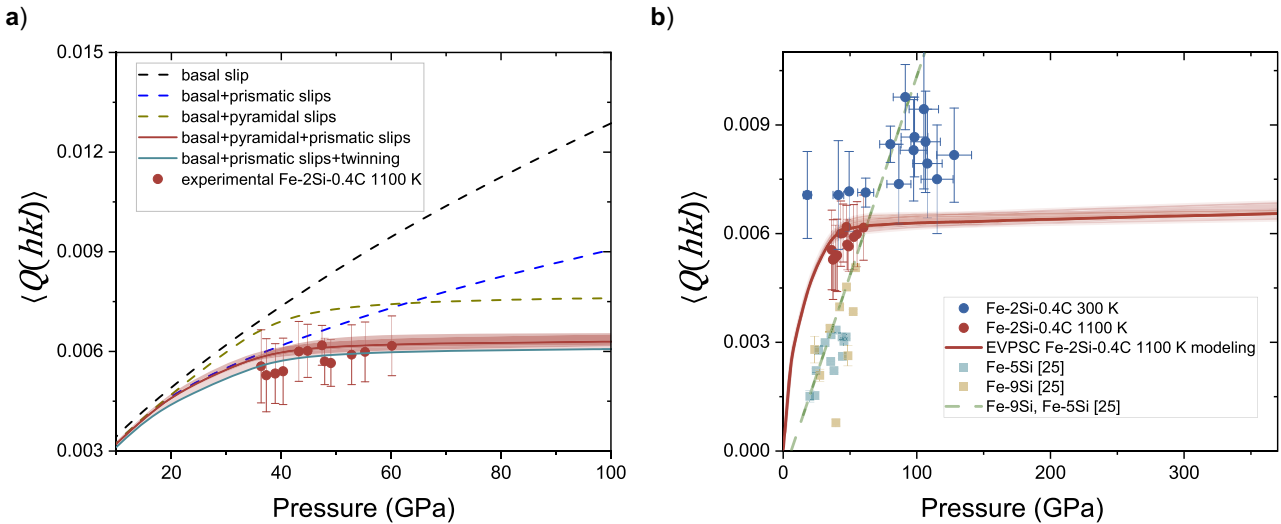 a)
0.015
0.012
0.009
0.006
0.003
⟨Q(hkl)⟩
basal slip
basal+prismatic slips
basal+pyramidal slips
basal+pyramidal+prismatic slips
basal+prismatic slips+twinning
experimental Fe-2Si-0.4C 1100 K
20 40 60 80 100
Pressure (GPa)
b)
0.009
0.006
0.003
0.000
⟨Q(hkl)⟩
Fe-2Si-0.4C 300 K
Fe-2Si-0.4C 1100 K
EVPSC Fe-2Si-0.4C 1100 K modeling
Fe-5Si [25]
Fe-9Si [25]
Fe-9Si, Fe-5Si [25]
0 100 200 300
Pressure (GPa)